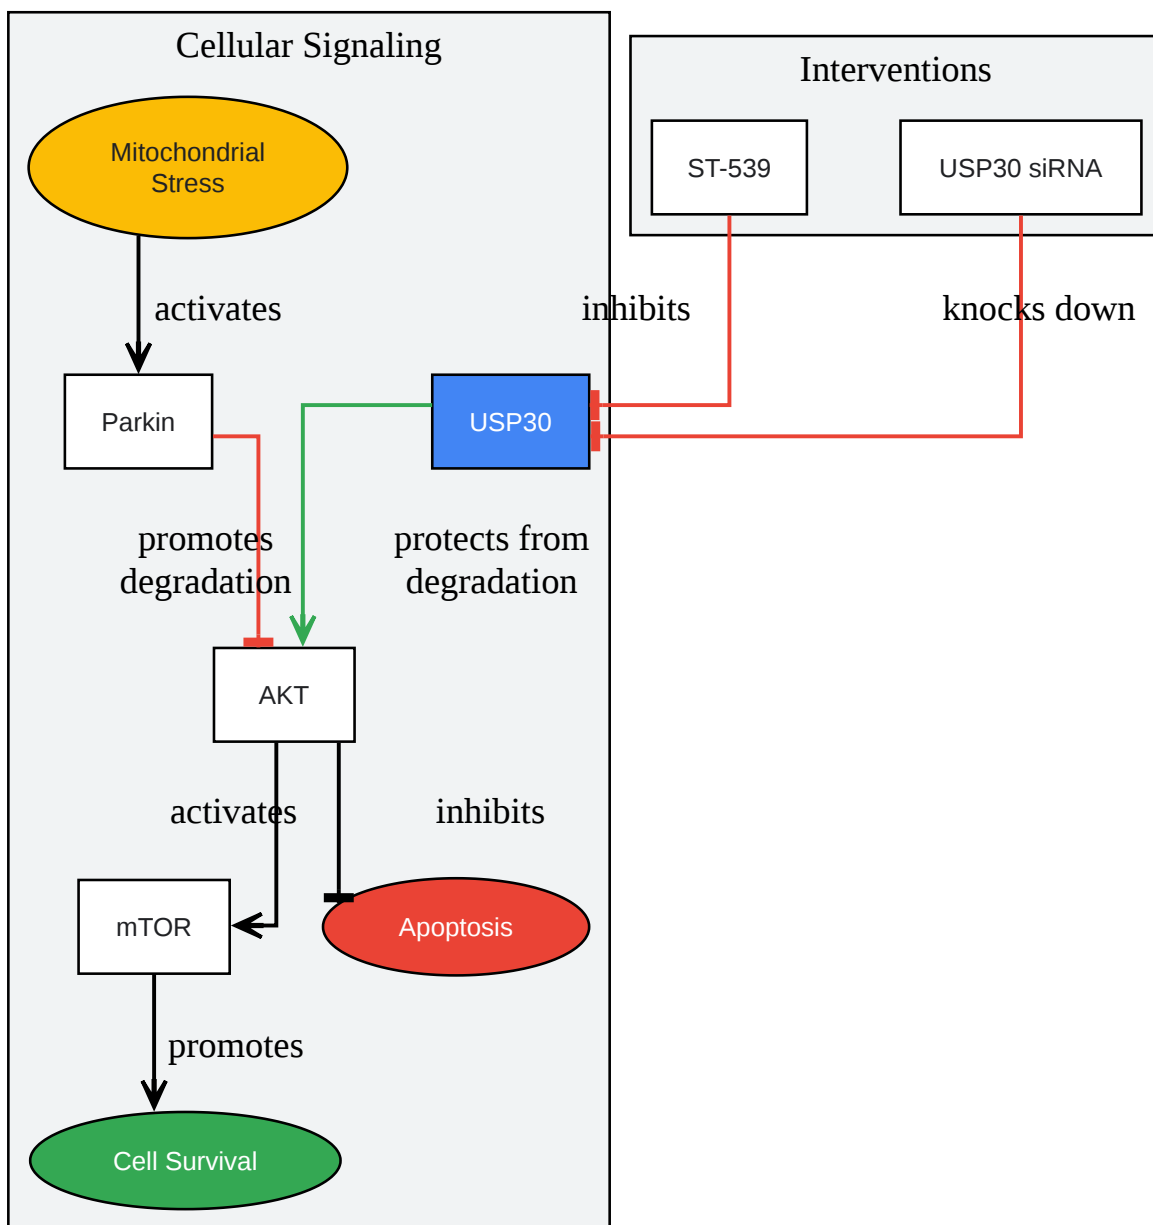 Cellular Signaling
Interventions
Mitochondrial
Stress
ST-539
USP30 siRNA
activates
inhibits
knocks down
Parkin
USP30
promotes
degradation
protects from
degradation
AKT
activates
inhibits
mTOR
Apoptosis
promotes
Cell Survival